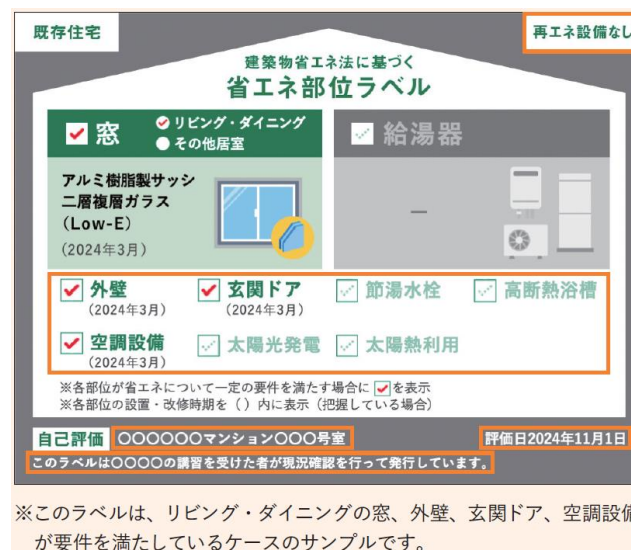 既存住宅
再エネ設備なし
建築物省エネ法に基づく
省エネ部位ラベル
窓
リビング・ダイニング
その他居室
給湯器
アルミ樹脂製サッシ
二層複層ガラス
（Low-E）
（2024年3月）
－
外壁
（2024年3月）
玄関ドア
（2024年3月）
節湯水栓
高断熱浴槽
空調設備
（2024年3月）
太陽光発電
太陽熱利用
※各部位が省エネについて一定の要件を満たす場合に を表示
※各部位の設置・改修時期を（）内に表示（把握している場合）
自己評価
〇〇〇〇〇〇マンション〇〇〇号室
評価日2024年11月1日
このラベルは〇〇〇〇の講習を受けた者が現況確認を行って発行しています。
※このラベルは、リビング・ダイニングの窓、外壁、玄関ドア、空調設備
が要件を満たしているケースのサンプルです。